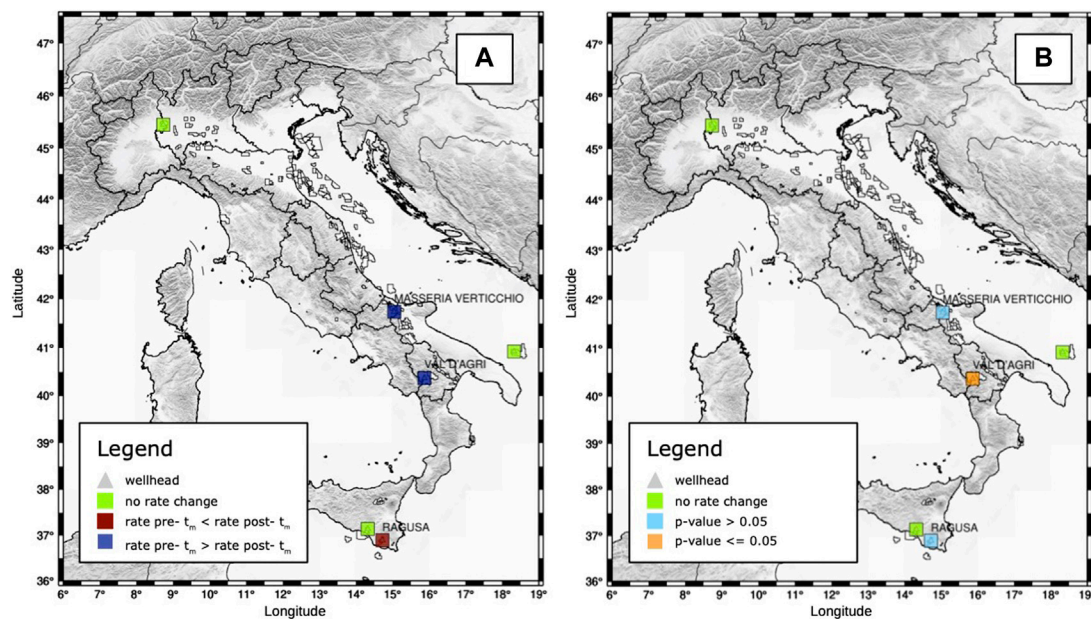 A
47°
46°
45°
44°
43°
42°
41°
40°
39°
38°
37°
36°
Latitude
MASSERIA VERTICCHIO
VAL D'AGRI
RAGUSA
Legend
wellhead
no rate change
rate pre- tm < rate post- tm
rate pre- tm > rate post- tm
6° 7° 8° 9° 10° 11° 12° 13° 14° 15° 16° 17° 18° 19°
Longitude
B
47°
46°
45°
44°
43°
42°
41°
40°
39°
38°
37°
36°
Latitude
MASSERIA VERTICCHIO
VAL D'AGRI
RAGUSA
Legend
wellhead
no rate change
p-value > 0.05
p-value <= 0.05
6° 7° 8° 9° 10° 11° 12° 13° 14° 15° 16° 17° 18° 19°
Longitude